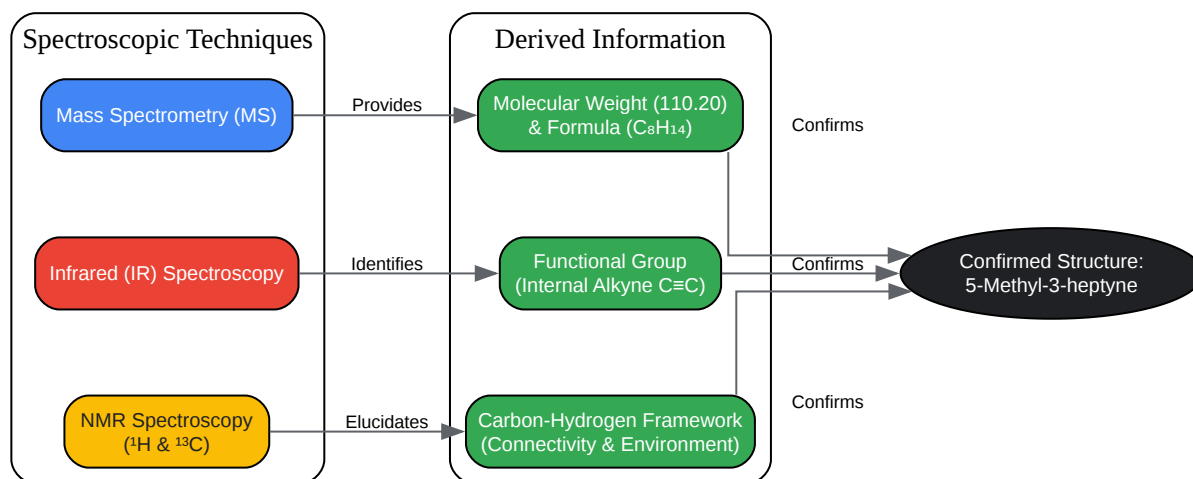 Spectroscopic Techniques
Derived Information
Mass Spectrometry (MS)
Provides
Molecular Weight (110.20)
& Formula (C₈H₁₄)
Confirms
Infrared (IR) Spectroscopy
Identifies
Functional Group
(Internal Alkyne C≡C)
Confirms
Confirmed Structure:
5-Methyl-3-heptyne
NMR Spectroscopy
(¹H & ¹³C)
Elucidates
Carbon-Hydrogen Framework
(Connectivity & Environment)
Confirms